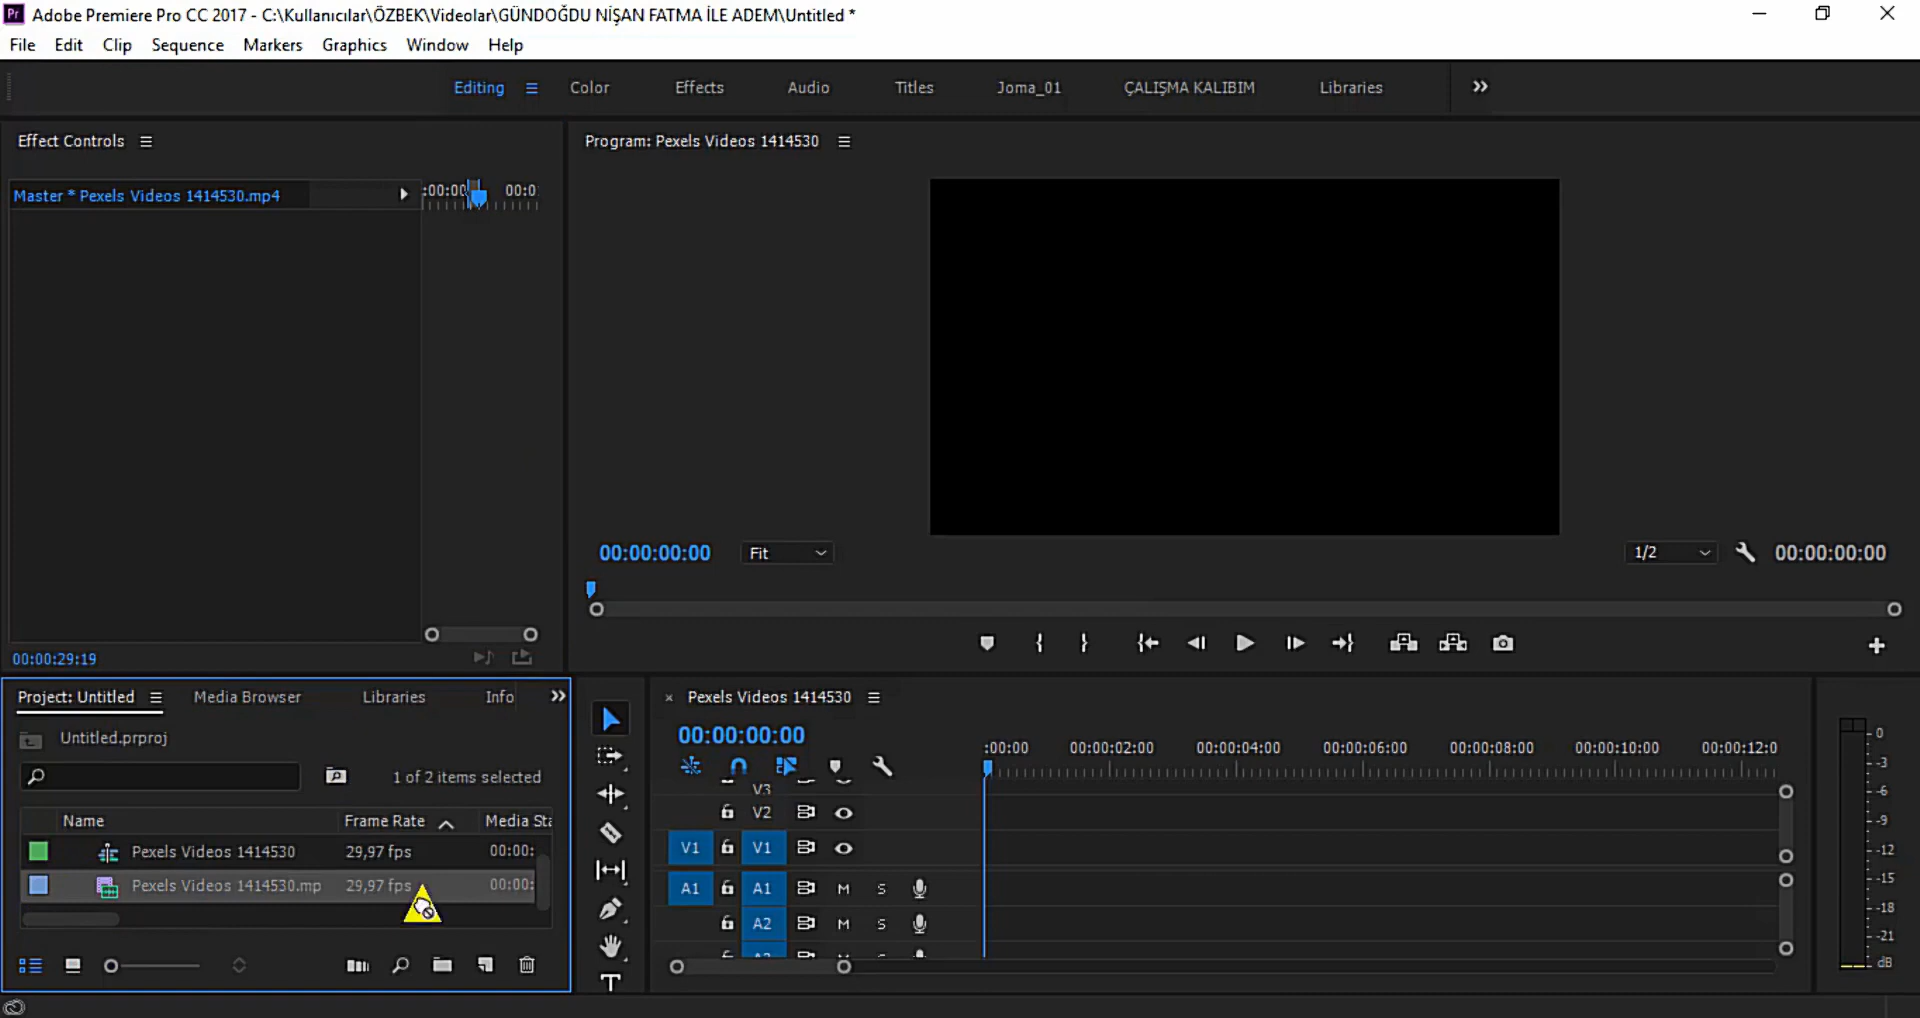 Pr Adobe Premiere Pro CC 2017 - C:\Kullanıcılar\ÖZBEK\Videolar\GÜNDOĞDU NİŞAN FATMA İLE ADEM\Untitled *
File Edit Clip Sequence Markers Graphics Window Help
Editing Color Effects Audio Titles Joma_01 ÇALIŞMA KALIBIM Libraries
Effect Controls
Program: Pexels Videos 1414530
Master * Pexels Videos 1414530.mp4
:00:00 00:0
00:00:00:00 Fit 1/2 00:00:00:00
00:00:29:19
Project: Untitled Media Browser Libraries Info
Pexels Videos 1414530
Untitled.prproj
00:00:00:00
:00:00 00:00:02:00 00:00:04:00 00:00:06:00 00:00:08:00 00:00:10:00 00:00:12:0
1 of 2 items selected
Name Frame Rate Media Sta
Pexels Videos 1414530 29,97 fps 00:00:
Pexels Videos 1414530.mp 29,97 fps 00:00:
V3
V2
V1 V1
A1 A1 M S
A2 M S
0
-3
-6
-9
-12
-15
-18
-21
dB